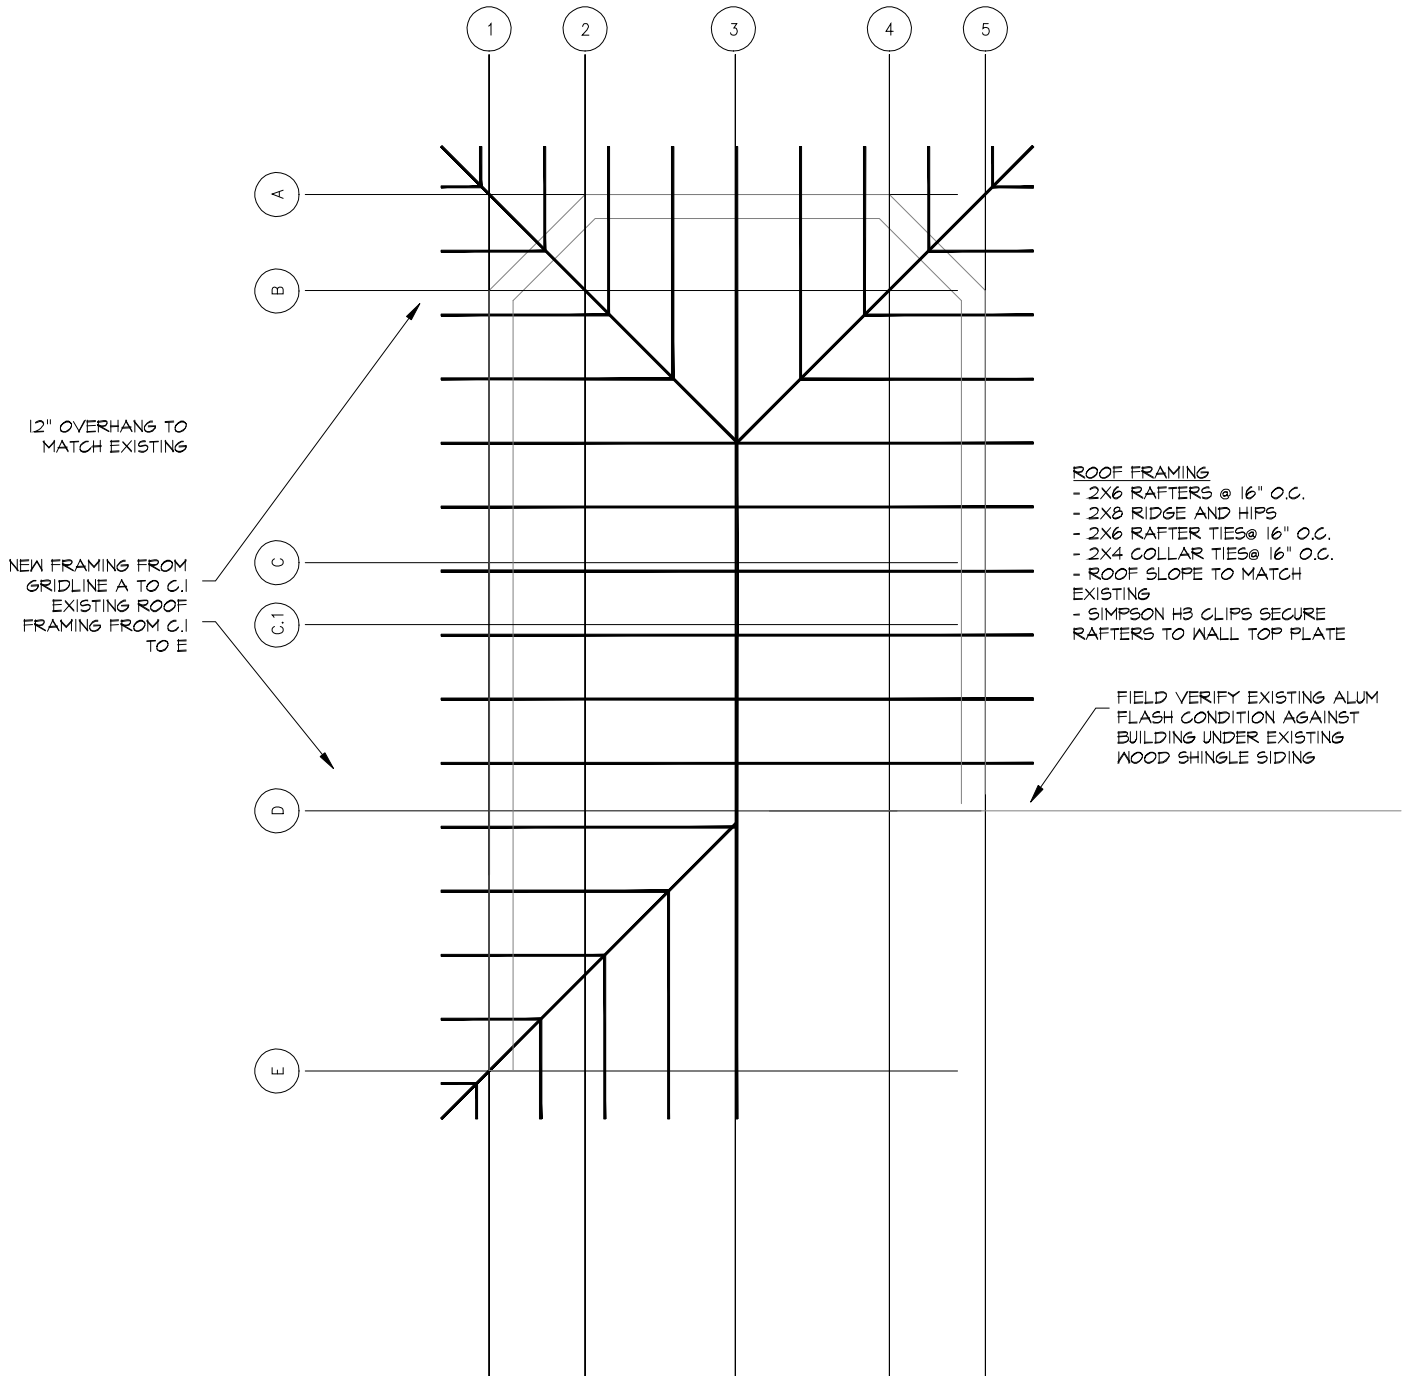 1
2
3
4
5
A
B
C
C.1
D
E
12" OVERHANG TO
MATCH EXISTING
NEW FRAMING FROM
GRIDLINE A TO C.1
EXISTING ROOF
FRAMING FROM C.1
TO E
ROOF FRAMING
- 2X6 RAFTERS @ 16" O.C.
- 2X8 RIDGE AND HIPS
- 2X6 RAFTER TIES@ 16" O.C.
- 2X4 COLLAR TIES@ 16" O.C.
- ROOF SLOPE TO MATCH
EXISTING
- SIMPSON H3 CLIPS SECURE
RAFTERS TO WALL TOP PLATE
FIELD VERIFY EXISTING ALUM
FLASH CONDITION AGAINST
BUILDING UNDER EXISTING
WOOD SHINGLE SIDING